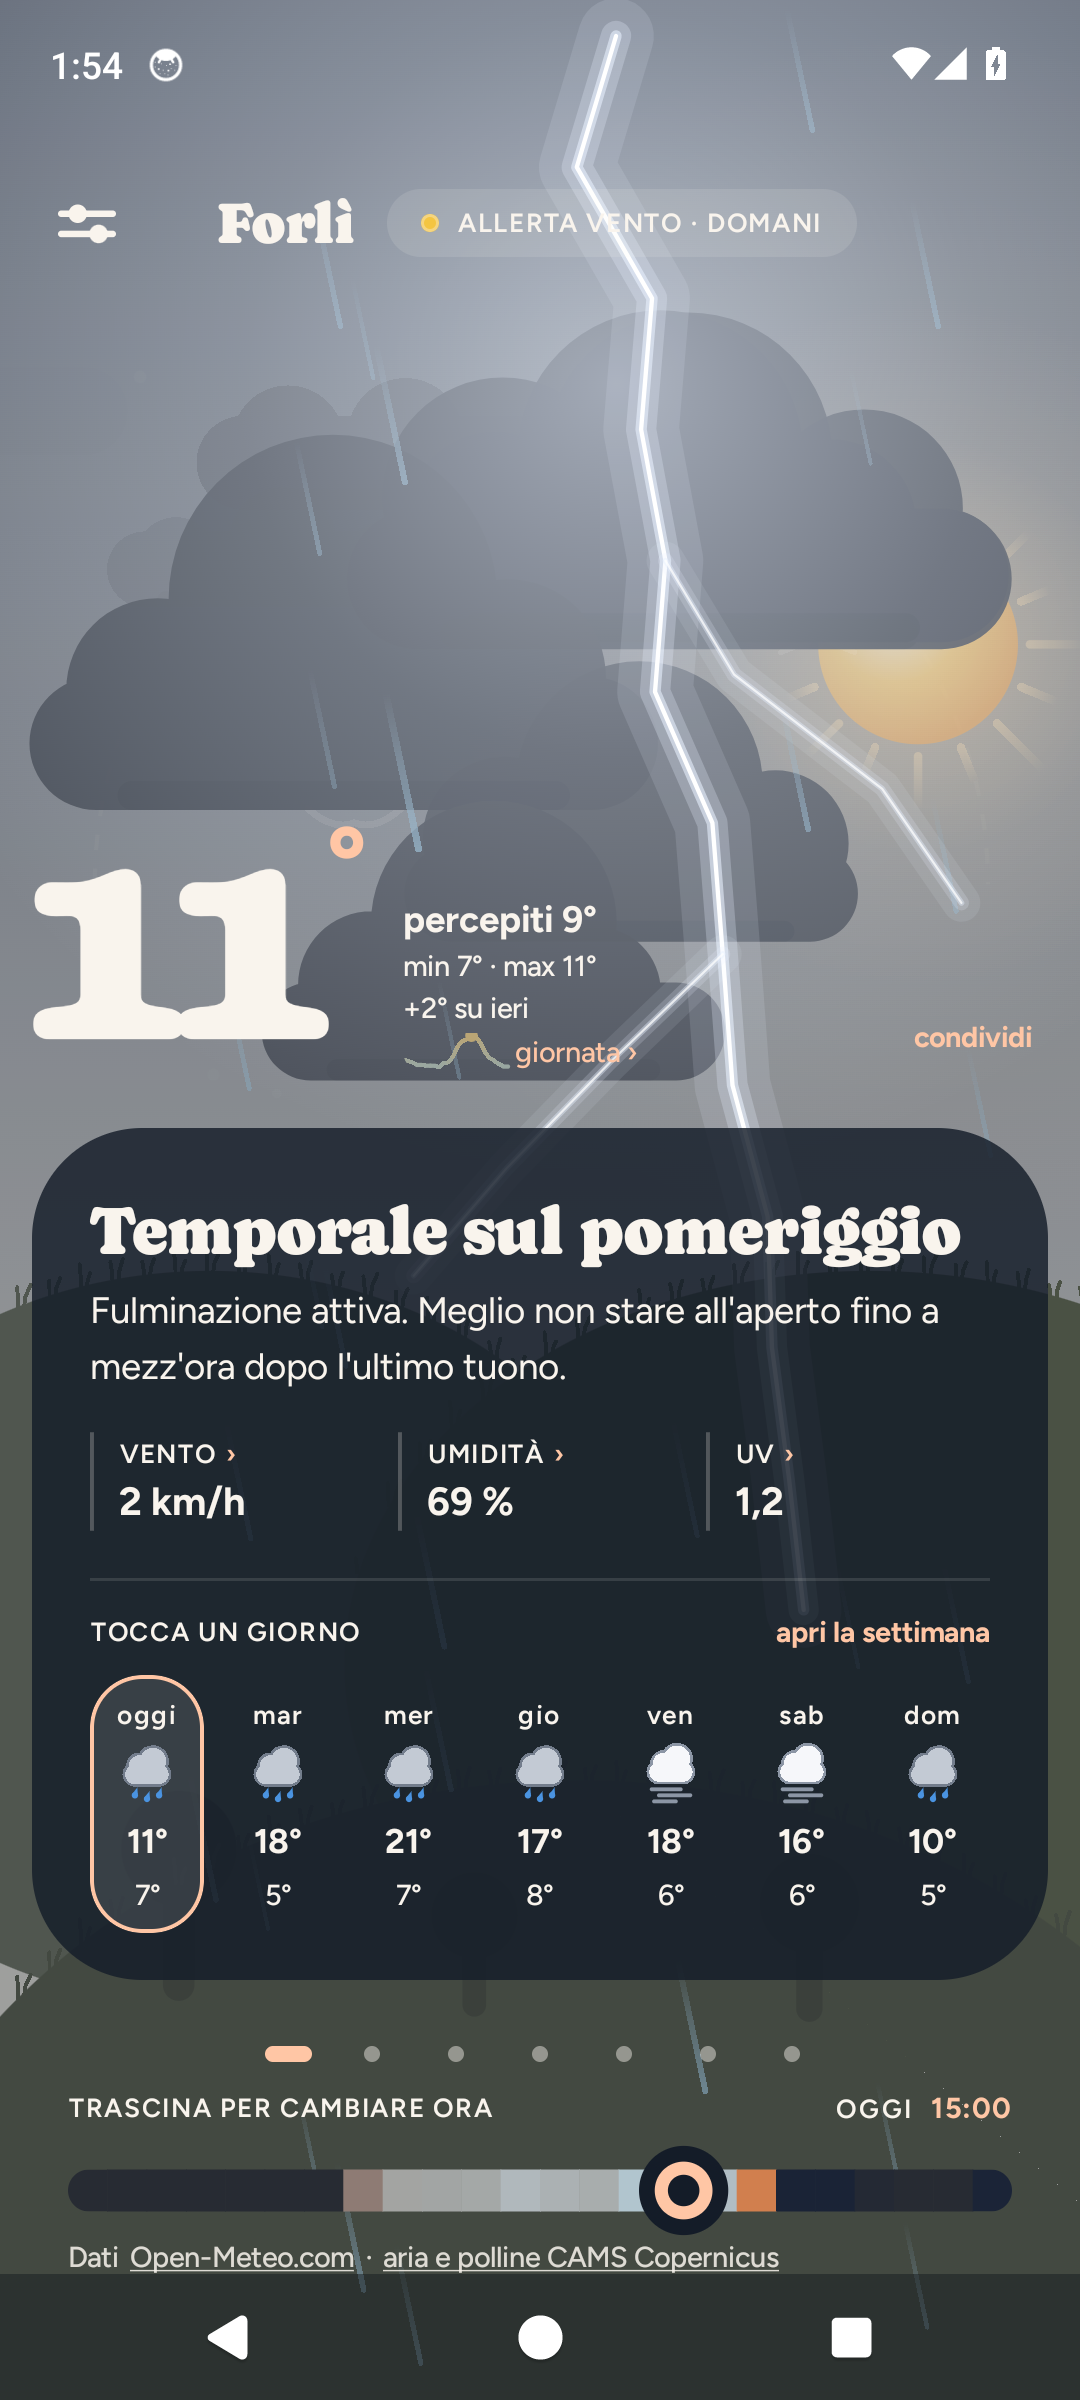 1:54
Forlì
ALLERTA VENTO · DOMANI
11°
percepiti 9°
min 7° · max 11°
+2° su ieri
giornata ›
condividi
Temporale sul pomeriggio
Fulminazione attiva. Meglio non stare all'aperto fino a
mezz'ora dopo l'ultimo tuono.
VENTO › UMIDITÀ › UV ›
2 km/h 69 % 1,2
TOCCA UN GIORNO apri la settimana
oggi mar mer gio ven sab dom
11° 18° 21° 17° 18° 16° 10°
7° 5° 7° 8° 6° 6° 5°
TRASCINA PER CAMBIARE ORA OGGI 15:00
Dati Open-Meteo.com · aria e polline CAMS Copernicus